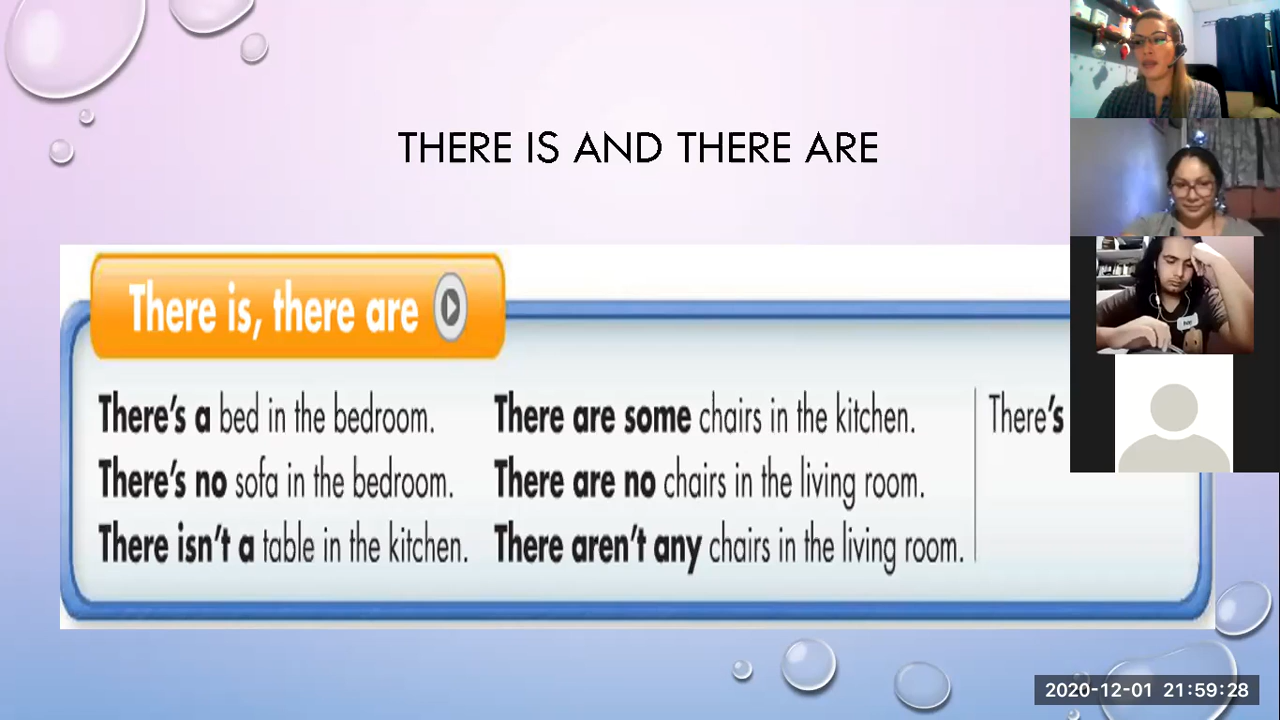 THERE IS AND THERE ARE
There is, there are
There's a bed in the bedroom.
There's no sofa in the bedroom.
There isn't a table in the kitchen.
There are some chairs in the kitchen.
There are no chairs in the living room.
There aren't any chairs in the living room.
There's
2020-12-01 21:59:28